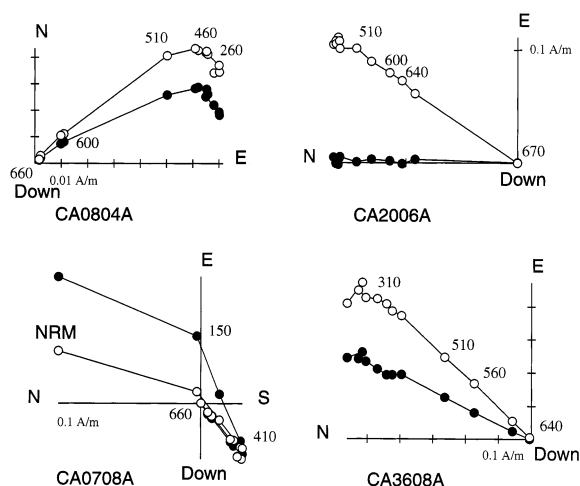 N
510
460
260
600
E
660
0.01 A/m
Down
CA0804A
E
510
0.1 A/m
600
640
N
670
Down
CA2006A
E
NRM
150
N
660
S
0.1 A/m
410
Down
CA0708A
E
310
510
560
N
640
0.1 A/m
Down
CA3608A